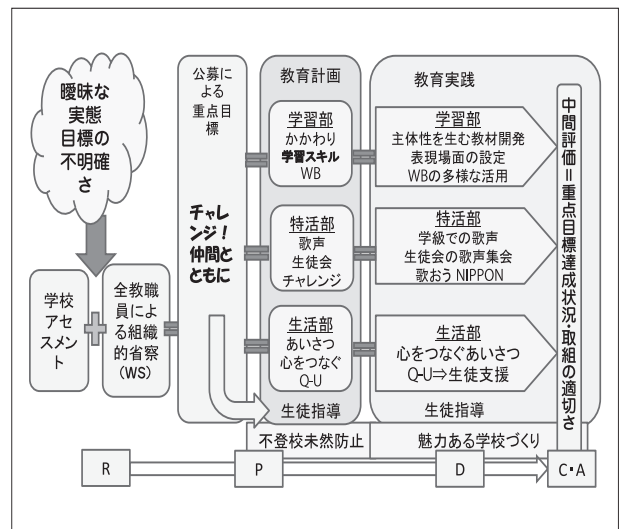 曖昧な
実態
目標の
不明確
さ
学校
アセ
スメン
ト
全教職
員によ
る組織
的省察
(WS)
公募に
よる
重点目
標
チャレ
ンジ！
仲間と
ともに
教育計画
学習部
かかわり
学習スキル
WB
特活部
歌声
生徒会
チャレンジ
生活部
あいさつ
心をつなぐ
Q-U
生徒指導
教育実践
学習部
主体性を生む教材開発
表現場面の設定
WBの多様な活用
特活部
学級での歌声
生徒会の歌声集会
歌おう NIPPON
生活部
心をつなぐあいさつ
Q-U⇒生徒支援
生徒指導
中間評価＝重点目標達成状況・取組の適切さ
不登校未然防止
魅力ある学校づくり
R
P
D
C・A